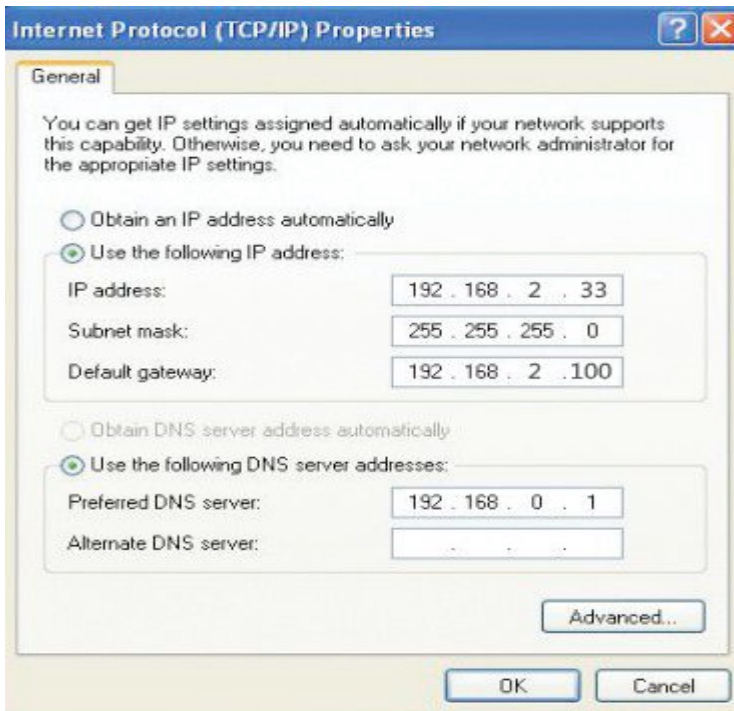 Internet Protocol (TCP/IP) Properties
General
You can get IP settings assigned automatically if your network supports
this capability. Otherwise, you need to ask your network administrator for
the appropriate IP settings.
Obtain an IP address automatically
Use the following IP address:
IP address: 192 . 168 . 2 . 33
Subnet mask: 255 . 255 . 255 . 0
Default gateway: 192 . 168 . 2 .100
Obtain DNS server address automatically
Use the following DNS server addresses:
Preferred DNS server: 192 . 168 . 0 . 1
Alternate DNS server: . . .
Advanced...
OK Cancel